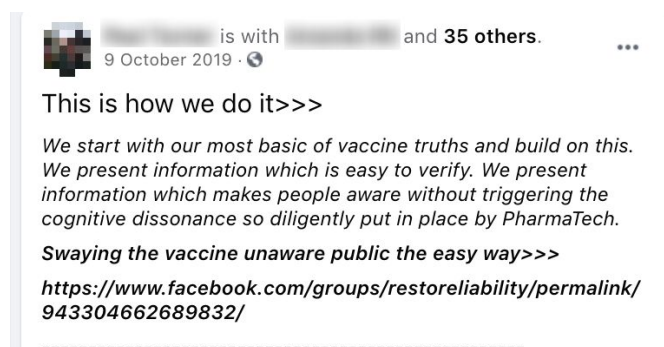 is with and 35 others.
9 October 2019 ·
This is how we do it>>>
We start with our most basic of vaccine truths and build on this.
We present information which is easy to verify. We present
information which makes people aware without triggering the
cognitive dissonance so diligently put in place by PharmaTech.
Swaying the vaccine unaware public the easy way>>>
https://www.facebook.com/groups/restoreliability/permalink/
943304662689832/